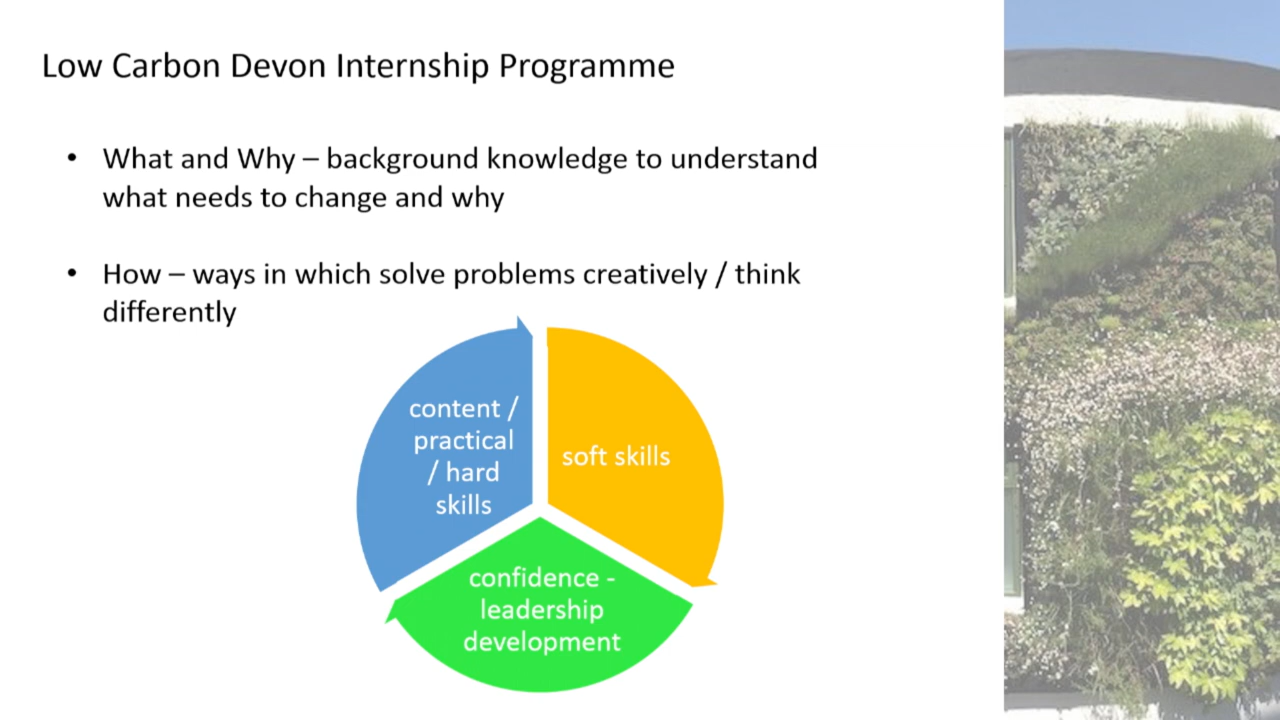 Low Carbon Devon Internship Programme
• What and Why – background knowledge to understand
what needs to change and why
• How – ways in which solve problems creatively / think
differently
content /
practical
/ hard
skills
soft skills
confidence -
leadership
development